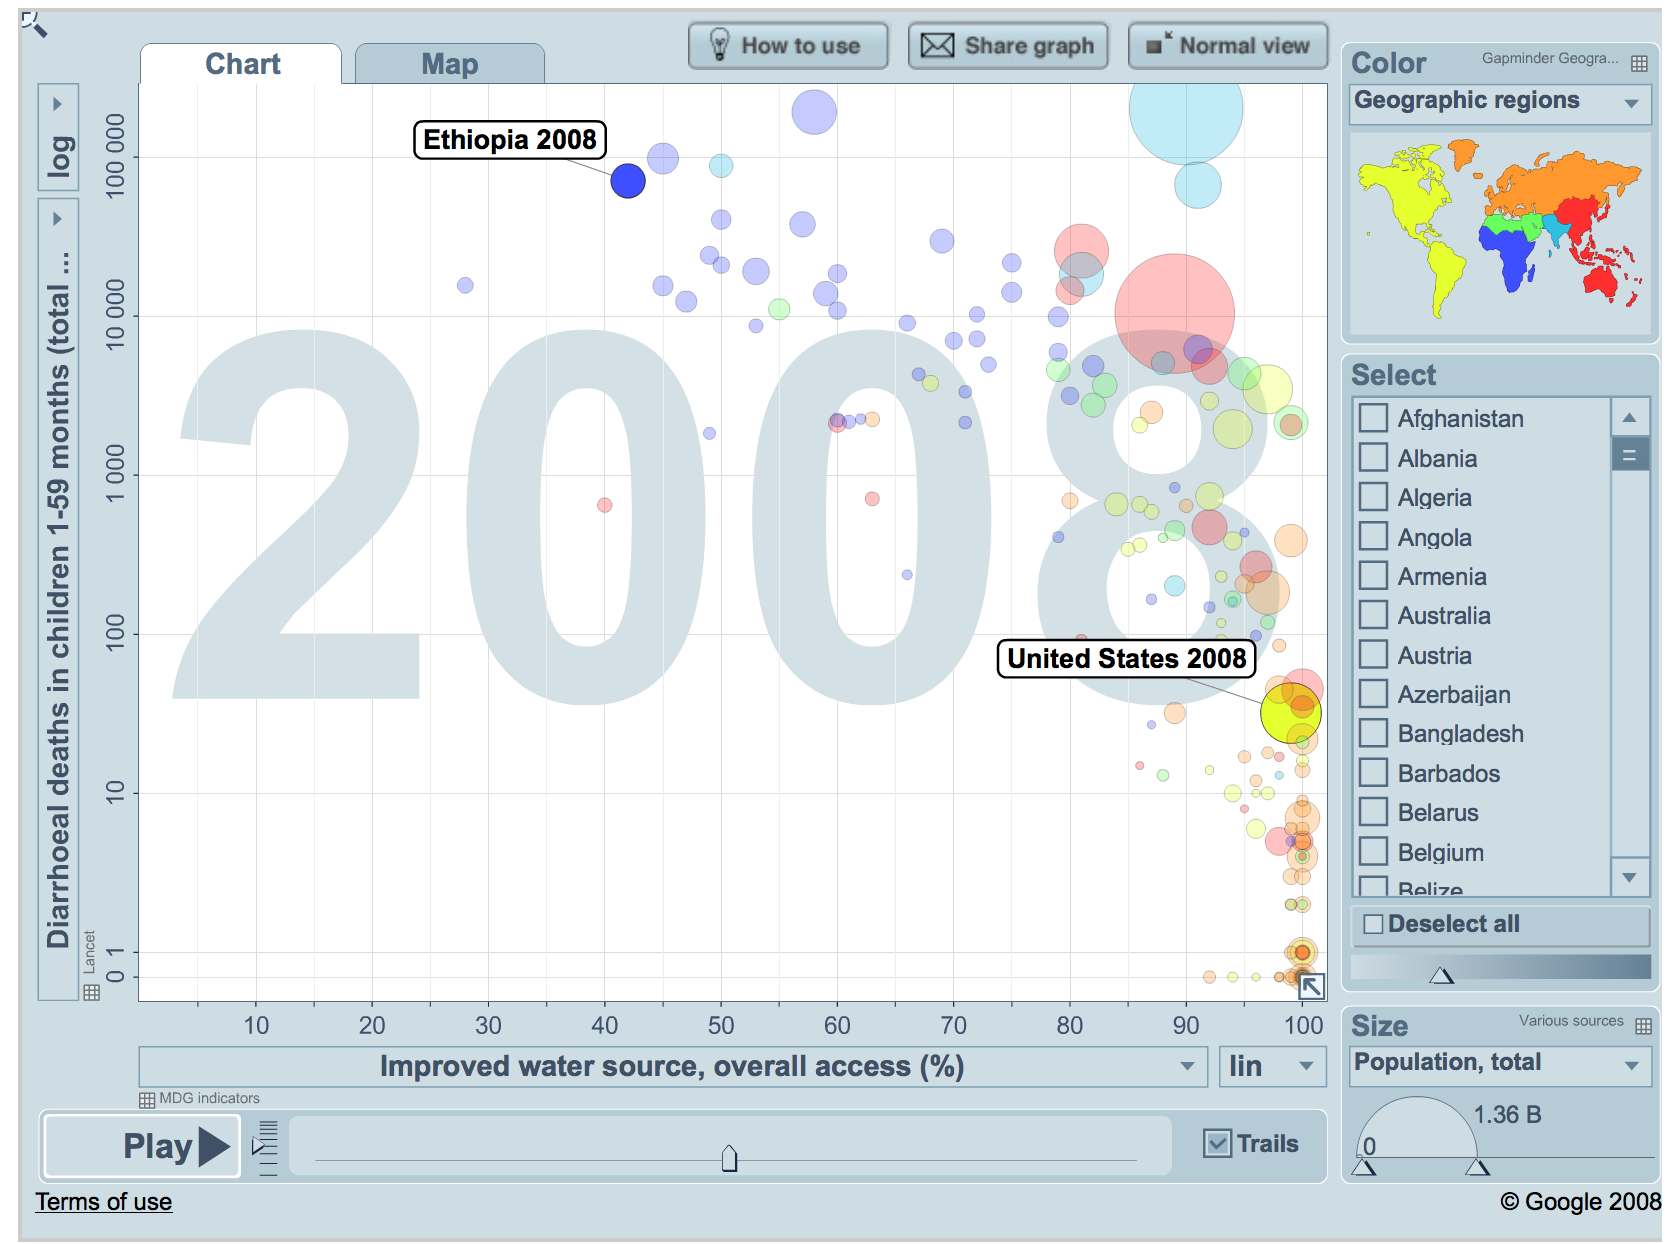 Chart
Map
How to use
Share graph
Normal view
Color
Gapminder Geogra...
Geographic regions
log
Diarrhoeal deaths in children 1-59 months (total ...
Lancet
100 000
10 000
1 000
100
10
1
0
2008
Ethiopia 2008
United States 2008
Select
Afghanistan
Albania
Algeria
Angola
Armenia
Australia
Austria
Azerbaijan
Bangladesh
Barbados
Belarus
Belgium
Belize
Deselect all
10 20 30 40 50 60 70 80 90 100
Improved water source, overall access (%)
lin
MDG indicators
Size
Various sources
Population, total
1.36 B
0
Play
Trails
Terms of use
© Google 2008